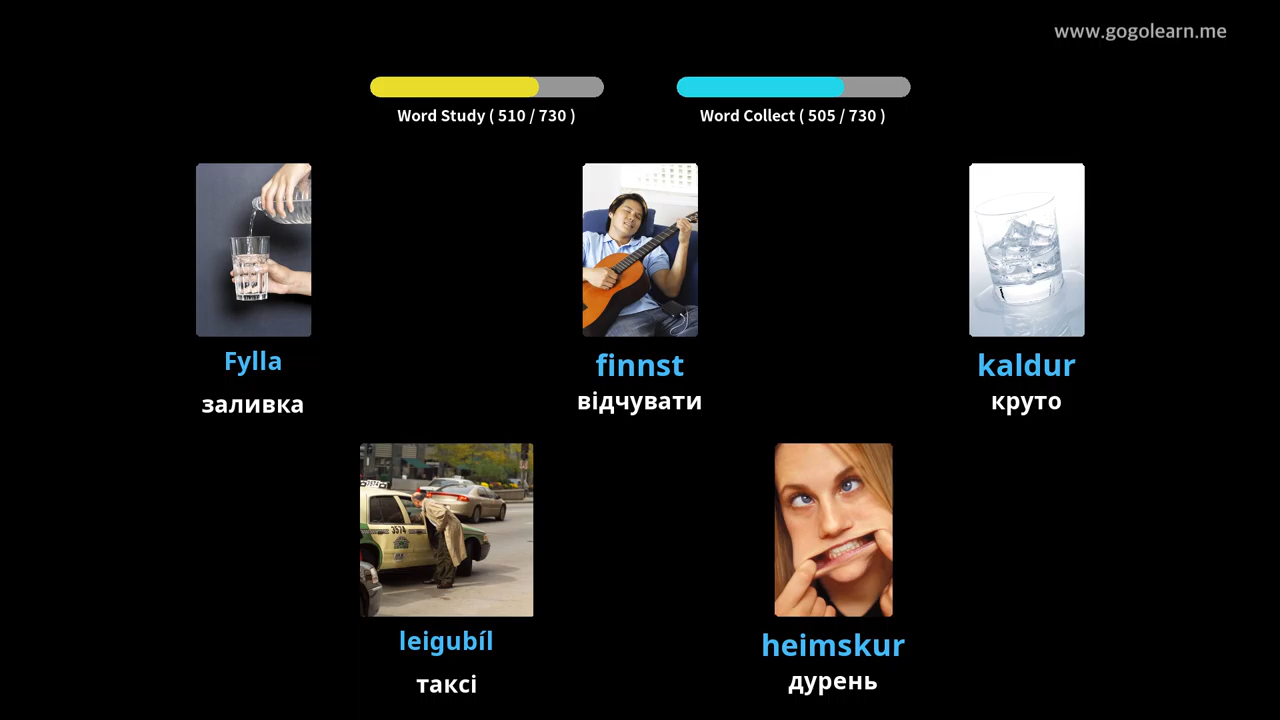 www.gogolearn.me
Word Study ( 510 / 730 )
Word Collect ( 505 / 730 )
Fylla
заливка
finnst
відчувати
kaldur
круто
3574
leigubíl
таксі
heimskur
дурень